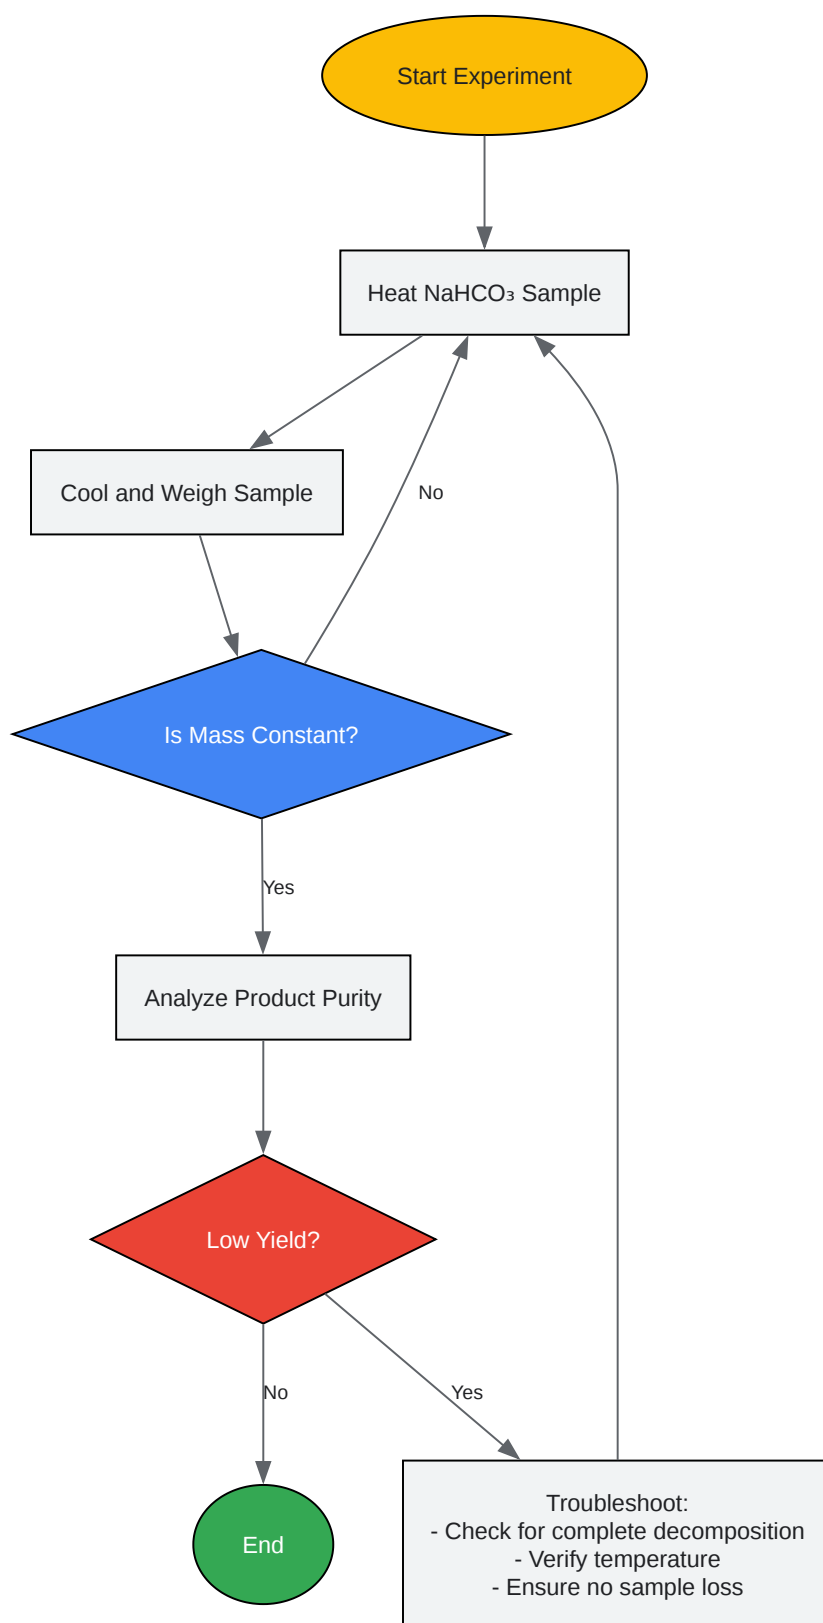 Start Experiment
Heat NaHCO₃ Sample
Cool and Weigh Sample
No
Is Mass Constant?
Yes
Analyze Product Purity
Low Yield?
No
Yes
End
Troubleshoot:
- Check for complete decomposition
- Verify temperature
- Ensure no sample loss